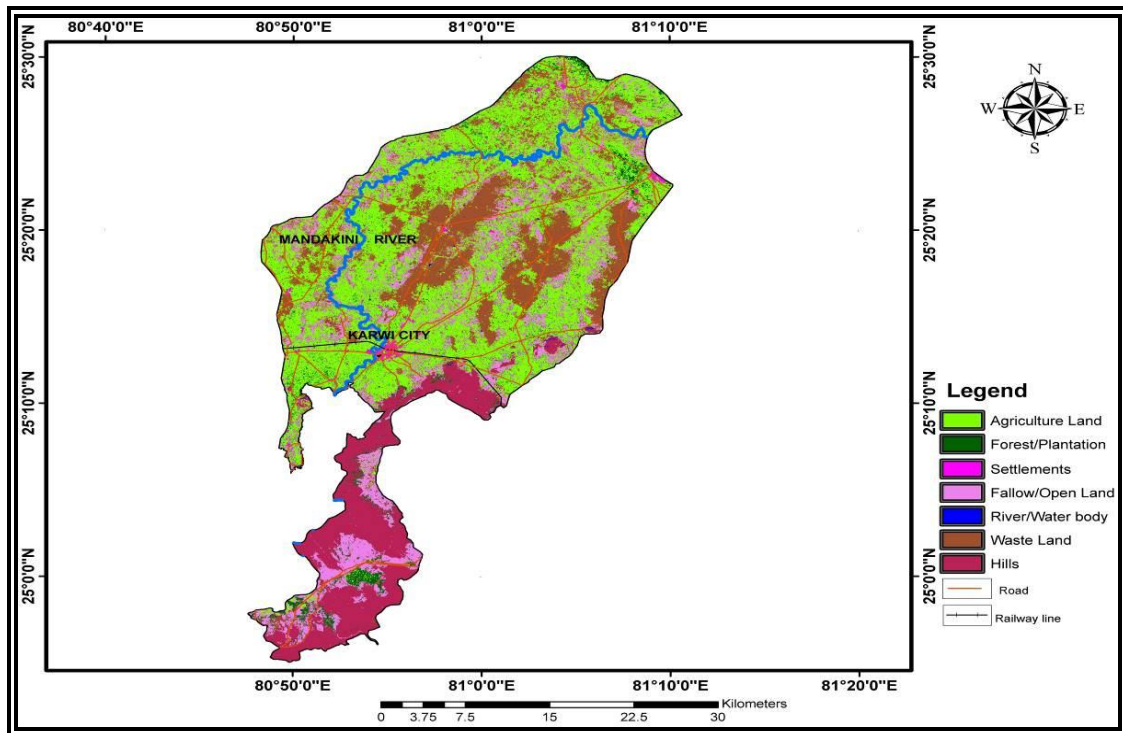 80°40'0"E 80°50'0"E 81°0'0"E 81°10'0"E
25°30'0"N
25°30'0"N
N
W E
S
25°20'0"N
MANDAKINI RIVER
25°20'0"N
KARWI CITY
25°10'0"N
25°10'0"N
Legend
Agriculture Land
Forest/Plantation
Settlements
Fallow/Open Land
River/Water body
Waste Land
Hills
Road
Railway line
25°0'0"N
25°0'0"N
80°50'0"E 81°0'0"E 81°10'0"E 81°20'0"E
Kilometers
0 3.75 7.5 15 22.5 30